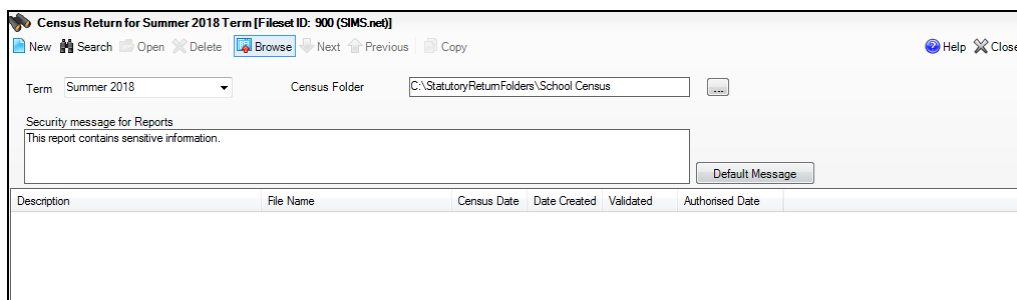 Census Return for Summer 2018 Term [Fileset ID: 900 (SIMS.net)]
New Search Open Delete Browse Next Previous Copy Help Close
Term Summer 2018 Census Folder C:\StatutoryReturnFolders\School Census ...
Security message for Reports
This report contains sensitive information.
Default Message
Description File Name Census Date Date Created Validated Authorised Date